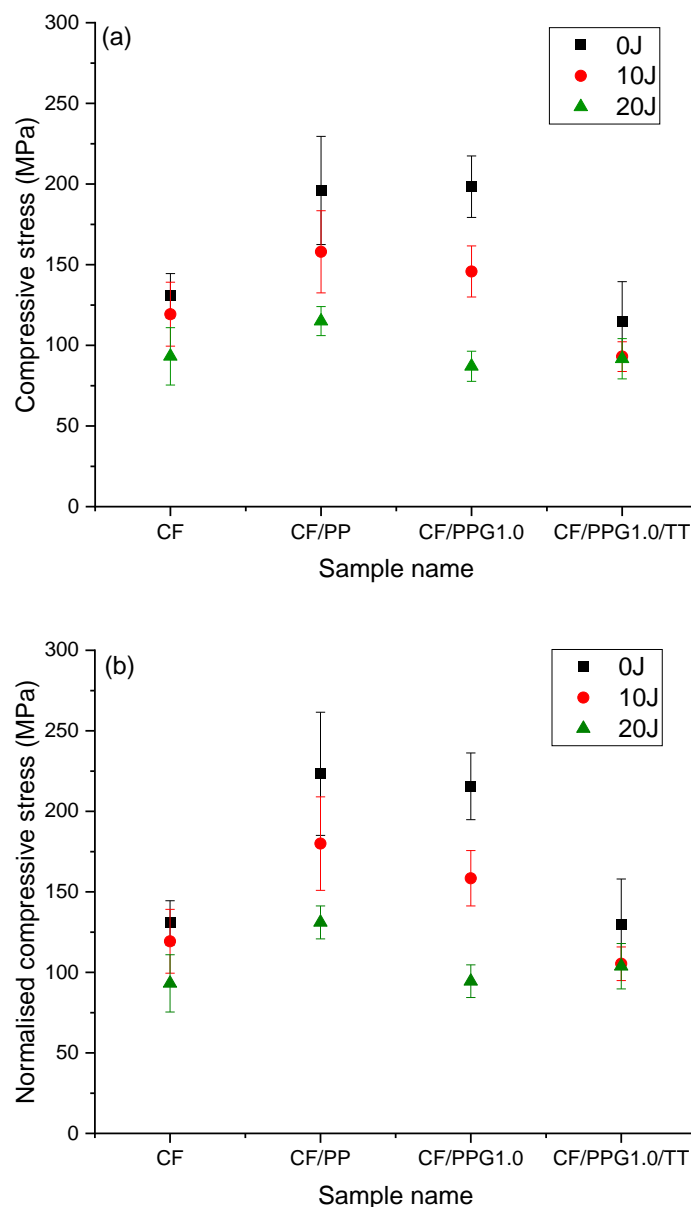 (a)
0J
10J
20J
300
250
200
150
100
50
0
Compressive stress (MPa)
CF
CF/PP
CF/PPG1.0
CF/PPG1.0/TT
Sample name
(b)
0J
10J
20J
300
250
200
150
100
50
0
Normalised compressive stress (MPa)
CF
CF/PP
CF/PPG1.0
CF/PPG1.0/TT
Sample name